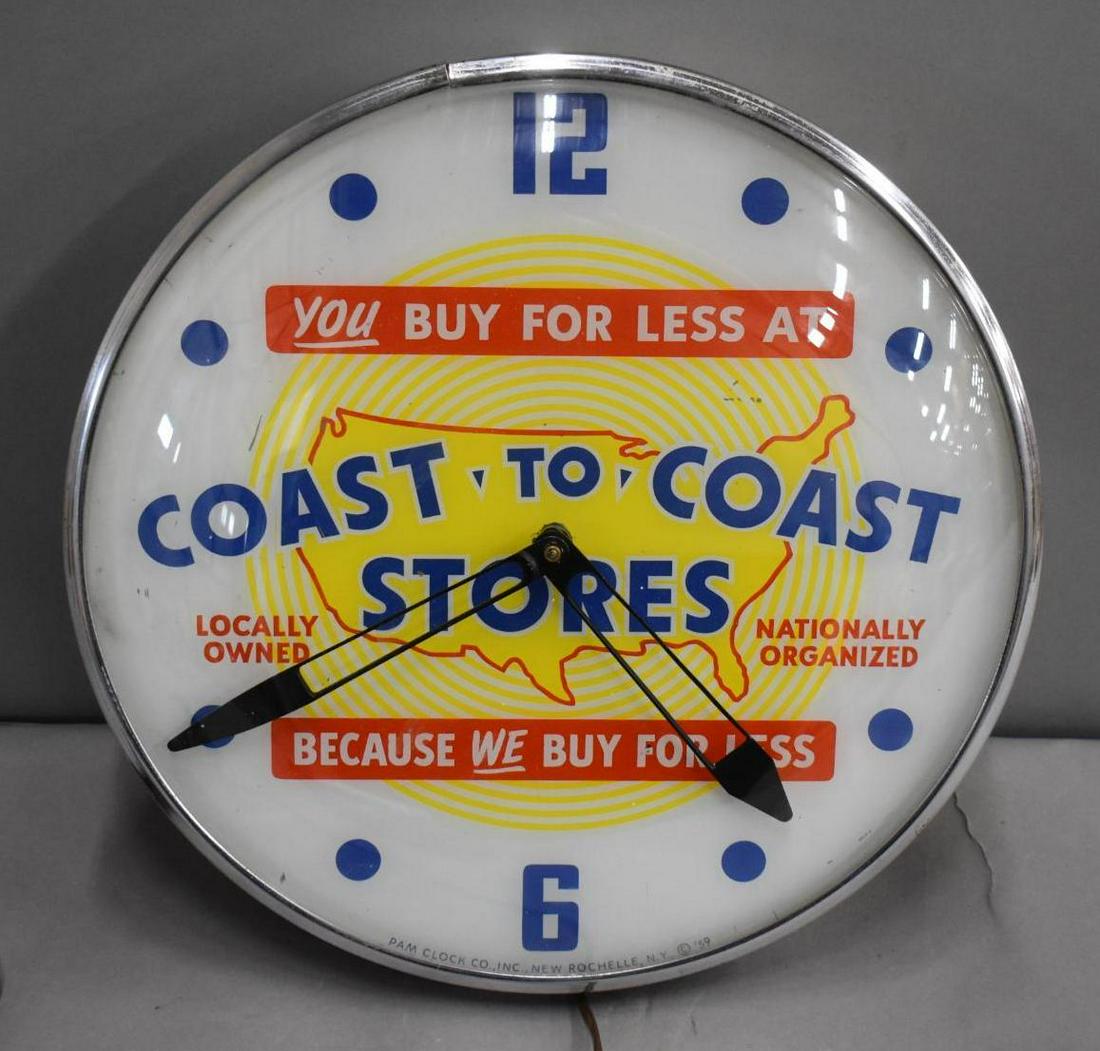 12
YOU BUY FOR LESS AT
COAST TO COAST
STORES
LOCALLY
OWNED
NATIONALLY
ORGANIZED
BECAUSE WE BUY FOR LESS
6
PAM CLOCK CO., INC., NEW ROCHELLE, N.Y. © '59